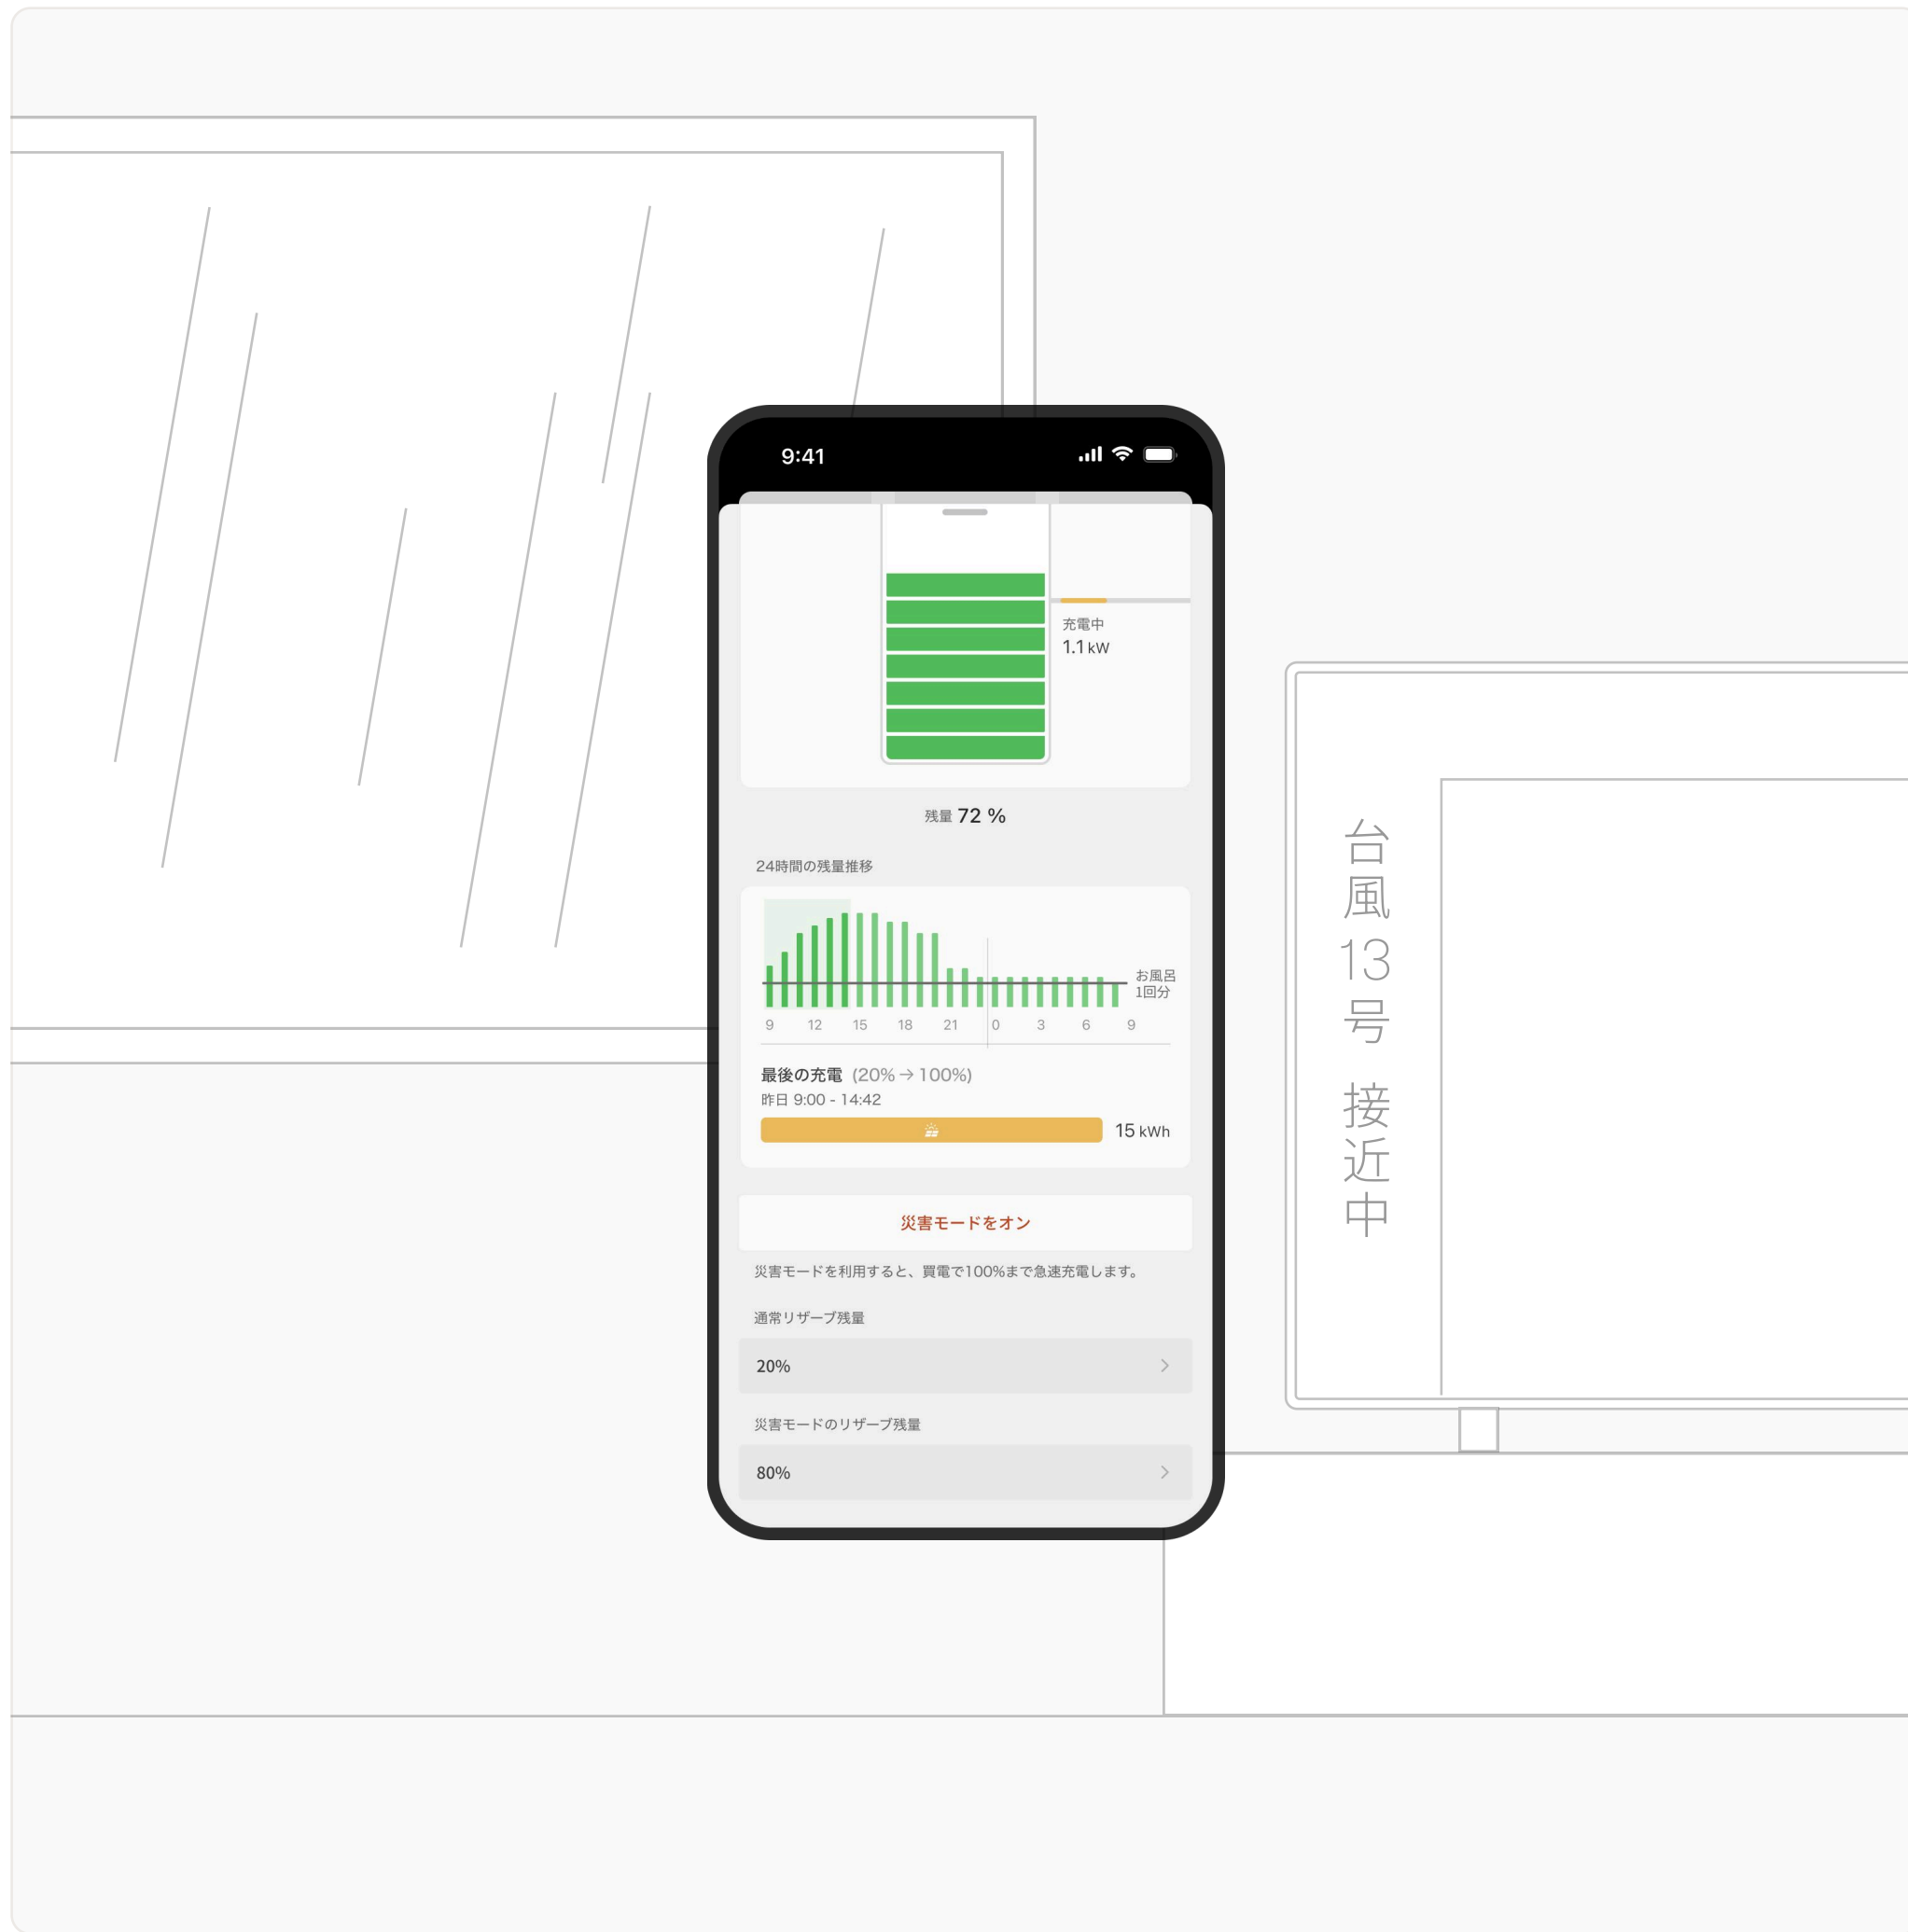 9:41
充電中
1.1 kW
残量 72 %
24時間の残量推移
お風呂
1回分
9 12 15 18 21 0 3 6 9
最後の充電 (20% → 100%)
昨日 9:00 - 14:42
15 kWh
災害モードをオン
災害モードを利用すると、買電で100%まで急速充電します。
通常リザーブ残量
20%
災害モードのリザーブ残量
80%
台風13号 接近中